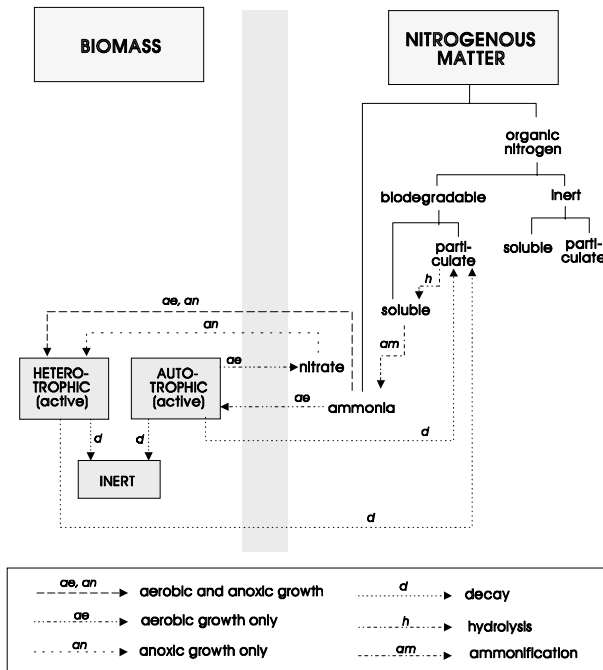 BIOMASS
NITROGENOUS
MATTER
organic
nitrogen
biodegradable
inert
soluble
parti-
culate
parti-
culate
h
soluble
ae, an
an
am
ae
nitrate
HETERO-
TROPHIC
(active)
AUTO-
TROPHIC
(active)
ae
ammonia
d
d
d
INERT
d
ae, an
aerobic and anoxic growth
ae
aerobic growth only
an
anoxic growth only
d
decay
h
hydrolysis
am
ammonification